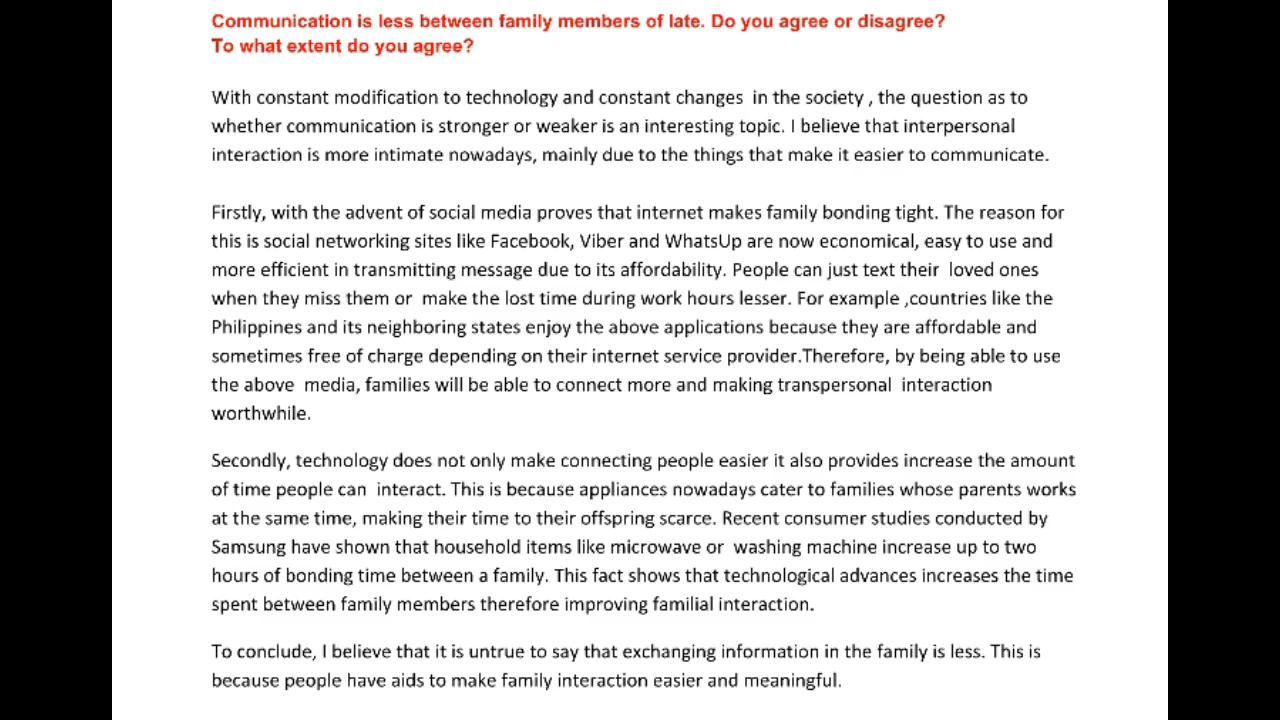 Communication is less between family members of late. Do you agree or disagree?
To what extent do you agree?
With constant modification to technology and constant changes  in the society , the question as to
whether communication is stronger or weaker is an interesting topic. I believe that interpersonal
interaction is more intimate nowadays, mainly due to the things that make it easier to communicate.
Firstly, with the advent of social media proves that internet makes family bonding tight. The reason for
this is social networking sites like Facebook, Viber and WhatsUp are now economical, easy to use and
more efficient in transmitting message due to its affordability. People can just text their  loved ones
when they miss them or  make the lost time during work hours lesser. For example ,countries like the
Philippines and its neighboring states enjoy the above applications because they are affordable and
sometimes free of charge depending on their internet service provider.Therefore, by being able to use
the above  media, families will be able to connect more and making transpersonal  interaction
worthwhile.
Secondly, technology does not only make connecting people easier it also provides increase the amount
of time people can  interact. This is because appliances nowadays cater to families whose parents works
at the same time, making their time to their offspring scarce. Recent consumer studies conducted by
Samsung have shown that household items like microwave or  washing machine increase up to two
hours of bonding time between a family. This fact shows that technological advances increases the time
spent between family members therefore improving familial interaction.
To conclude, I believe that it is untrue to say that exchanging information in the family is less. This is
because people have aids to make family interaction easier and meaningful.